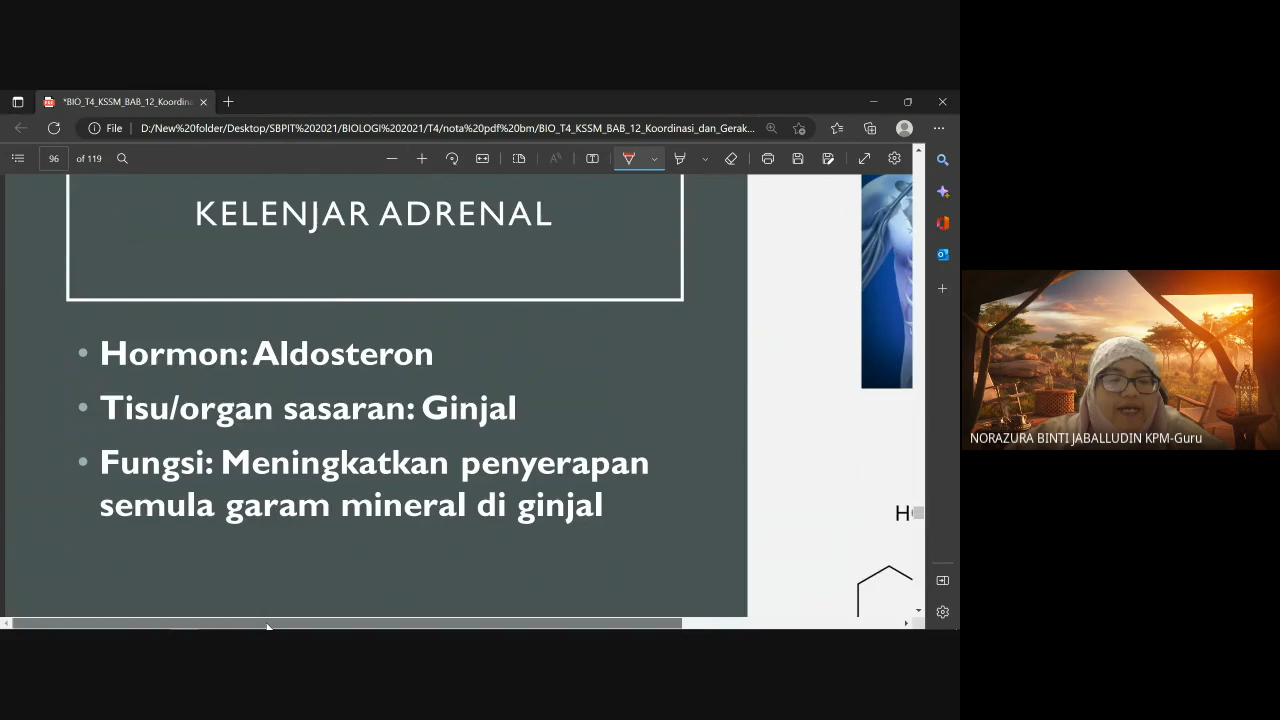 *BIO_T4_KSSM_BAB_12_Koordina
File
D:/New%20folder/Desktop/SBPIT%202021/BIOLOGI%202021/T4/nota%20pdf%20bm/BIO_T4_KSSM_BAB_12_Koordinasi_dan_Gerak...
96 of 119
KELENJAR ADRENAL
• Hormon: Aldosteron
• Tisu/organ sasaran: Ginjal
• Fungsi: Meningkatkan penyerapan
semula garam mineral di ginjal
H
NORAZURA BINTI JABALLUDIN KPM-Guru